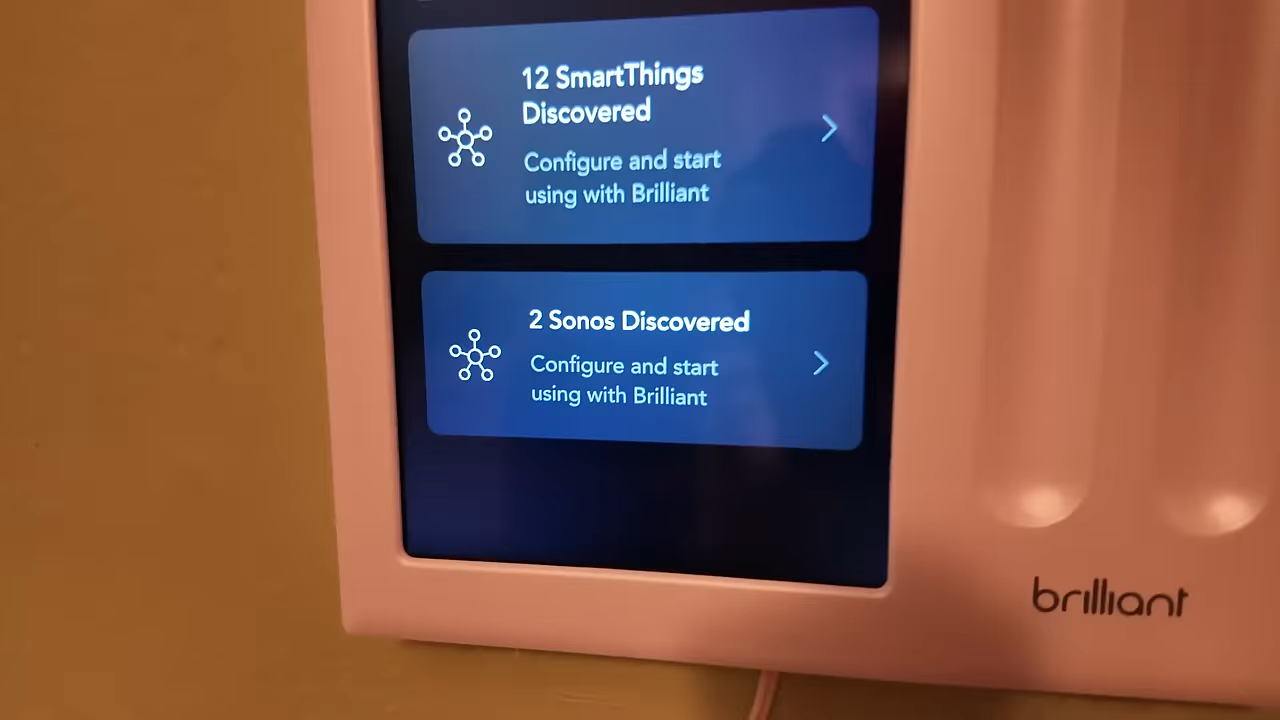 12 SmartThings
Discovered
Configure and start
using with Brilliant
2 Sonos Discovered
Configure and start
using with Brilliant
brilliant